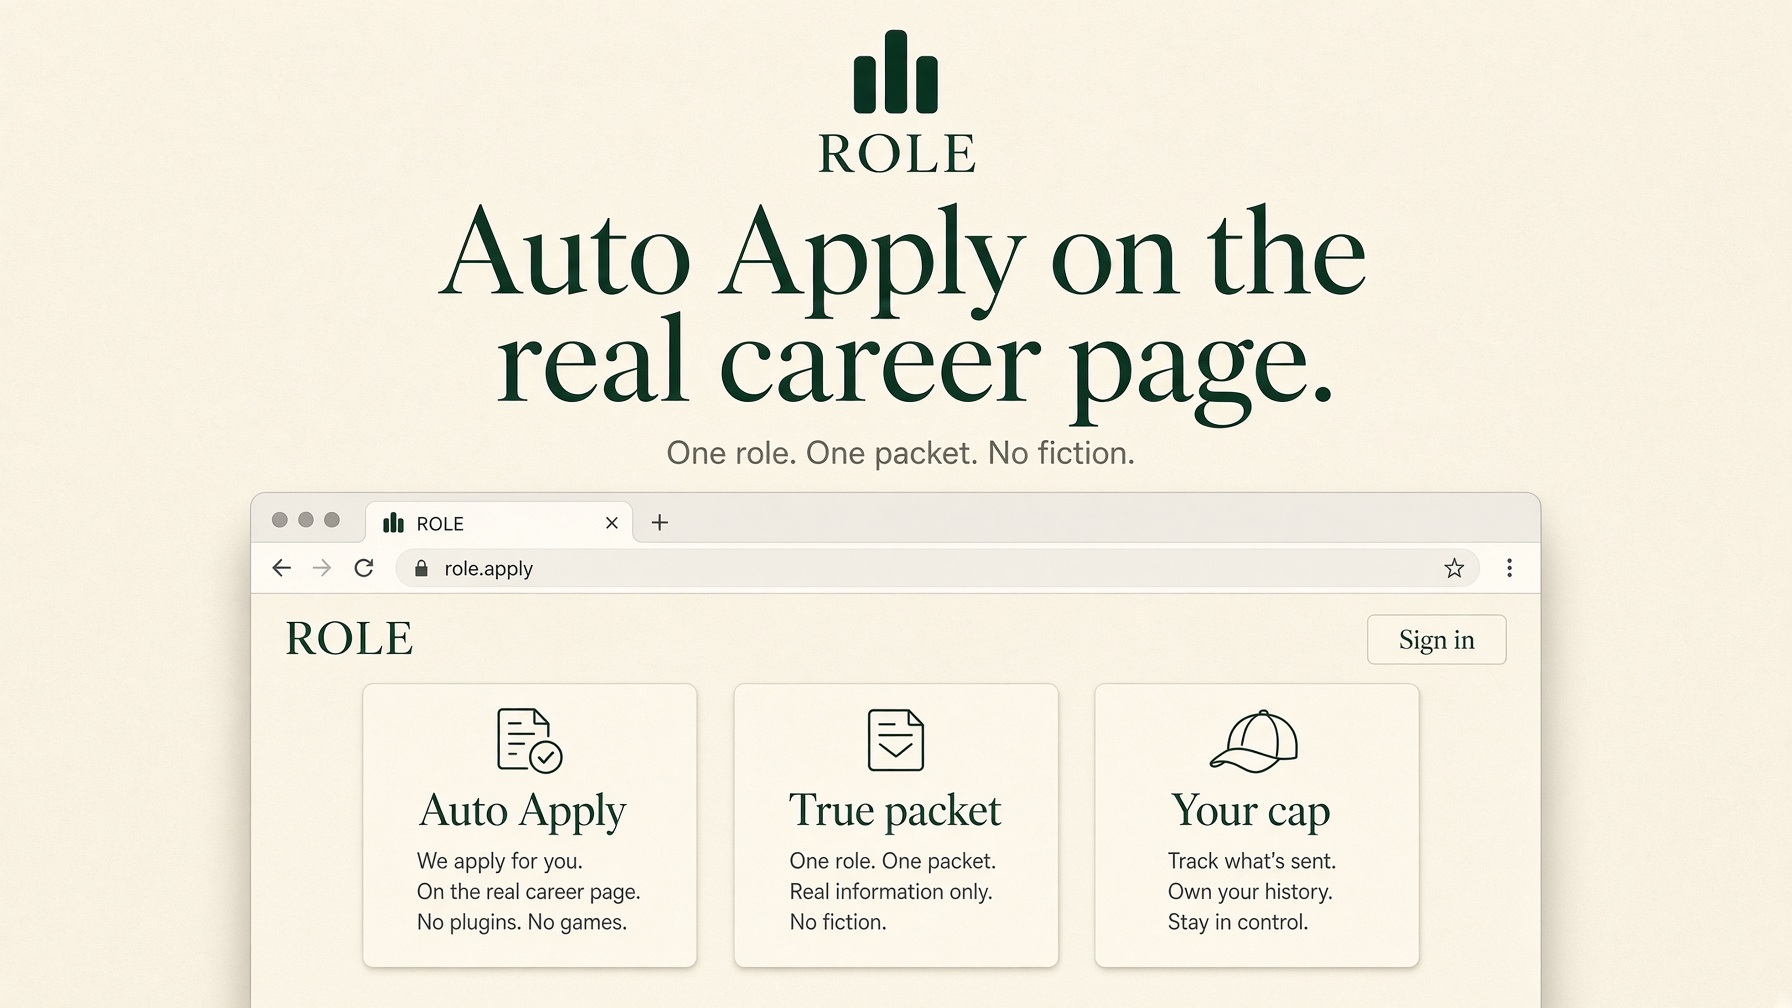 ROLE
Auto Apply on the
real career page.
One role. One packet. No fiction.
ROLE
role.apply
ROLE
Sign in
Auto Apply
We apply for you.
On the real career page.
No plugins. No games.
True packet
One role. One packet.
Real information only.
No fiction.
Your cap
Track what's sent.
Own your history.
Stay in control.